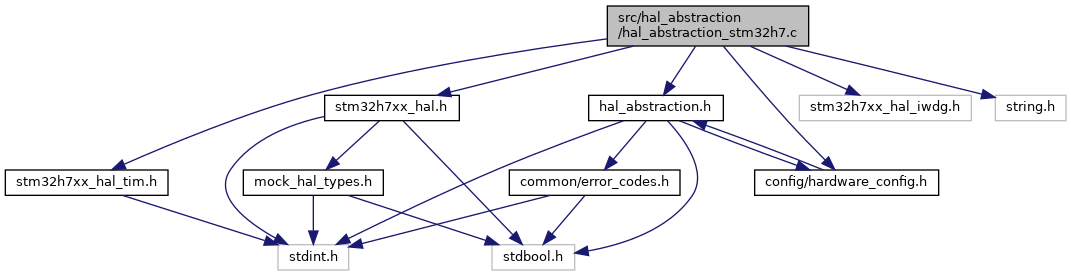 src/hal_abstraction
/hal_abstraction_stm32h7.c
stm32h7xx_hal.h
hal_abstraction.h
stm32h7xx_hal_iwdg.h
string.h
stm32h7xx_hal_tim.h
mock_hal_types.h
common/error_codes.h
config/hardware_config.h
stdint.h
stdbool.h